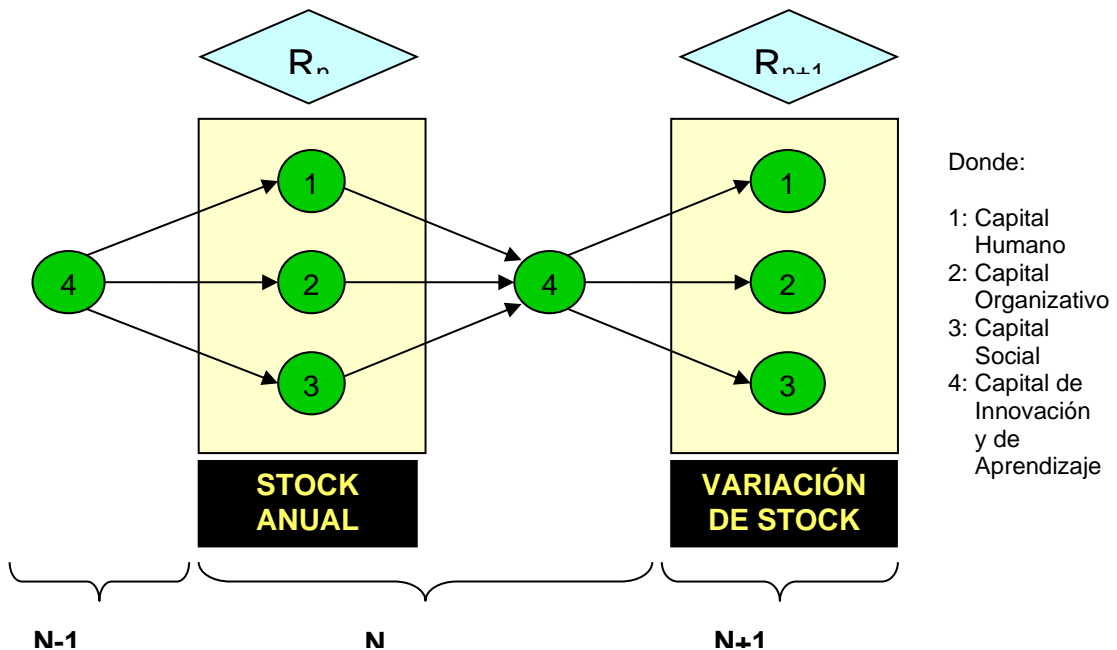 Rn
Rn+1
1
1
4
2
4
2
3
3
STOCK
ANUAL
VARIACIÓN
DE STOCK
Donde:
1: Capital
Humano
2: Capital
Organizativo
3: Capital
Social
4: Capital de
Innovación
y de
Aprendizaje
N-1
N
N+1